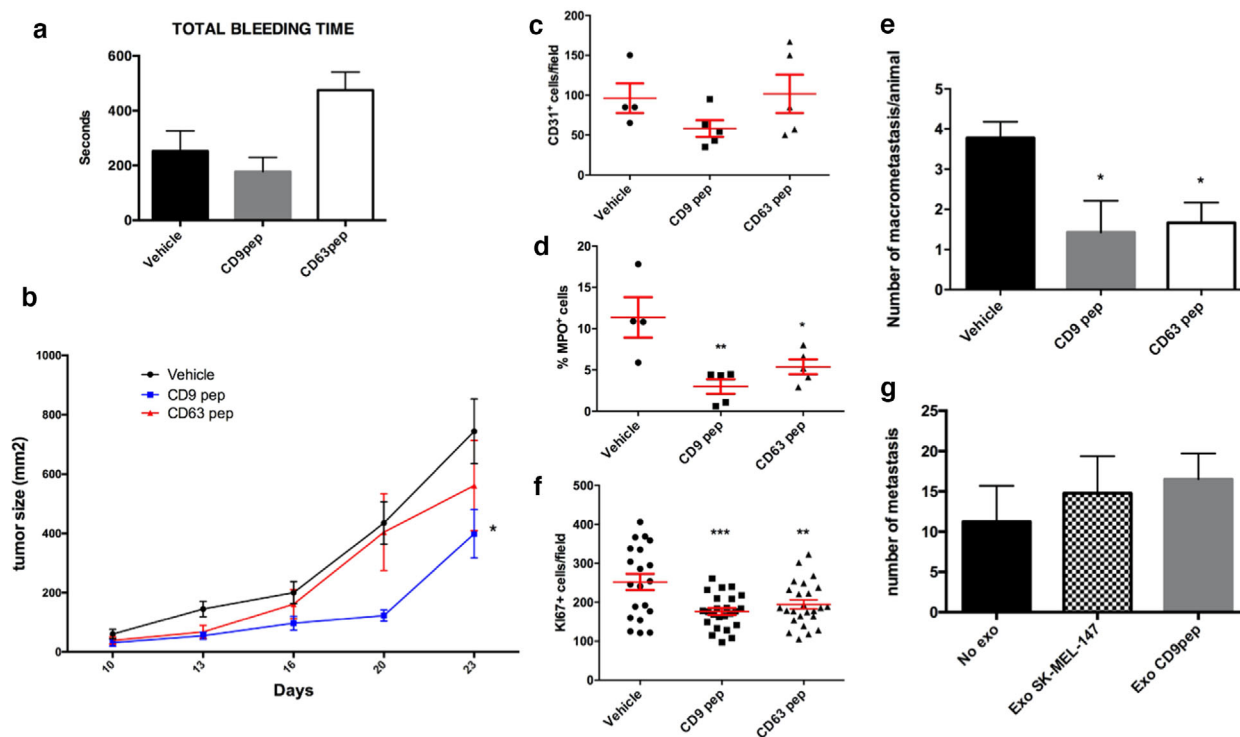 a
TOTAL BLEEDING TIME
600
400
200
0
Seconds
Vehicle
CD9pep
CD63pep
b
1000
800
600
400
200
0
tumor size (mm2)
Vehicle
CD9 pep
CD63 pep
*
10
13
16
20
23
Days
c
200
150
100
50
0
CD31+ cells/field
Vehicle
CD9 pep
CD63 pep
d
20
15
10
5
0
% MPO+ cells
**
*
Vehicle
CD9 pep
CD63 pep
f
500
400
300
200
100
0
KI67+ cells/field
***
**
Vehicle
CD9 pep
CD63 pep
e
5
4
3
2
1
0
Number of macrometastasis/animal
*
*
Vehicle
CD9 pep
CD63 pep
g
25
20
15
10
5
0
number of metastasis
No exo
Exo SK-MEL-147
Exo CD9pep